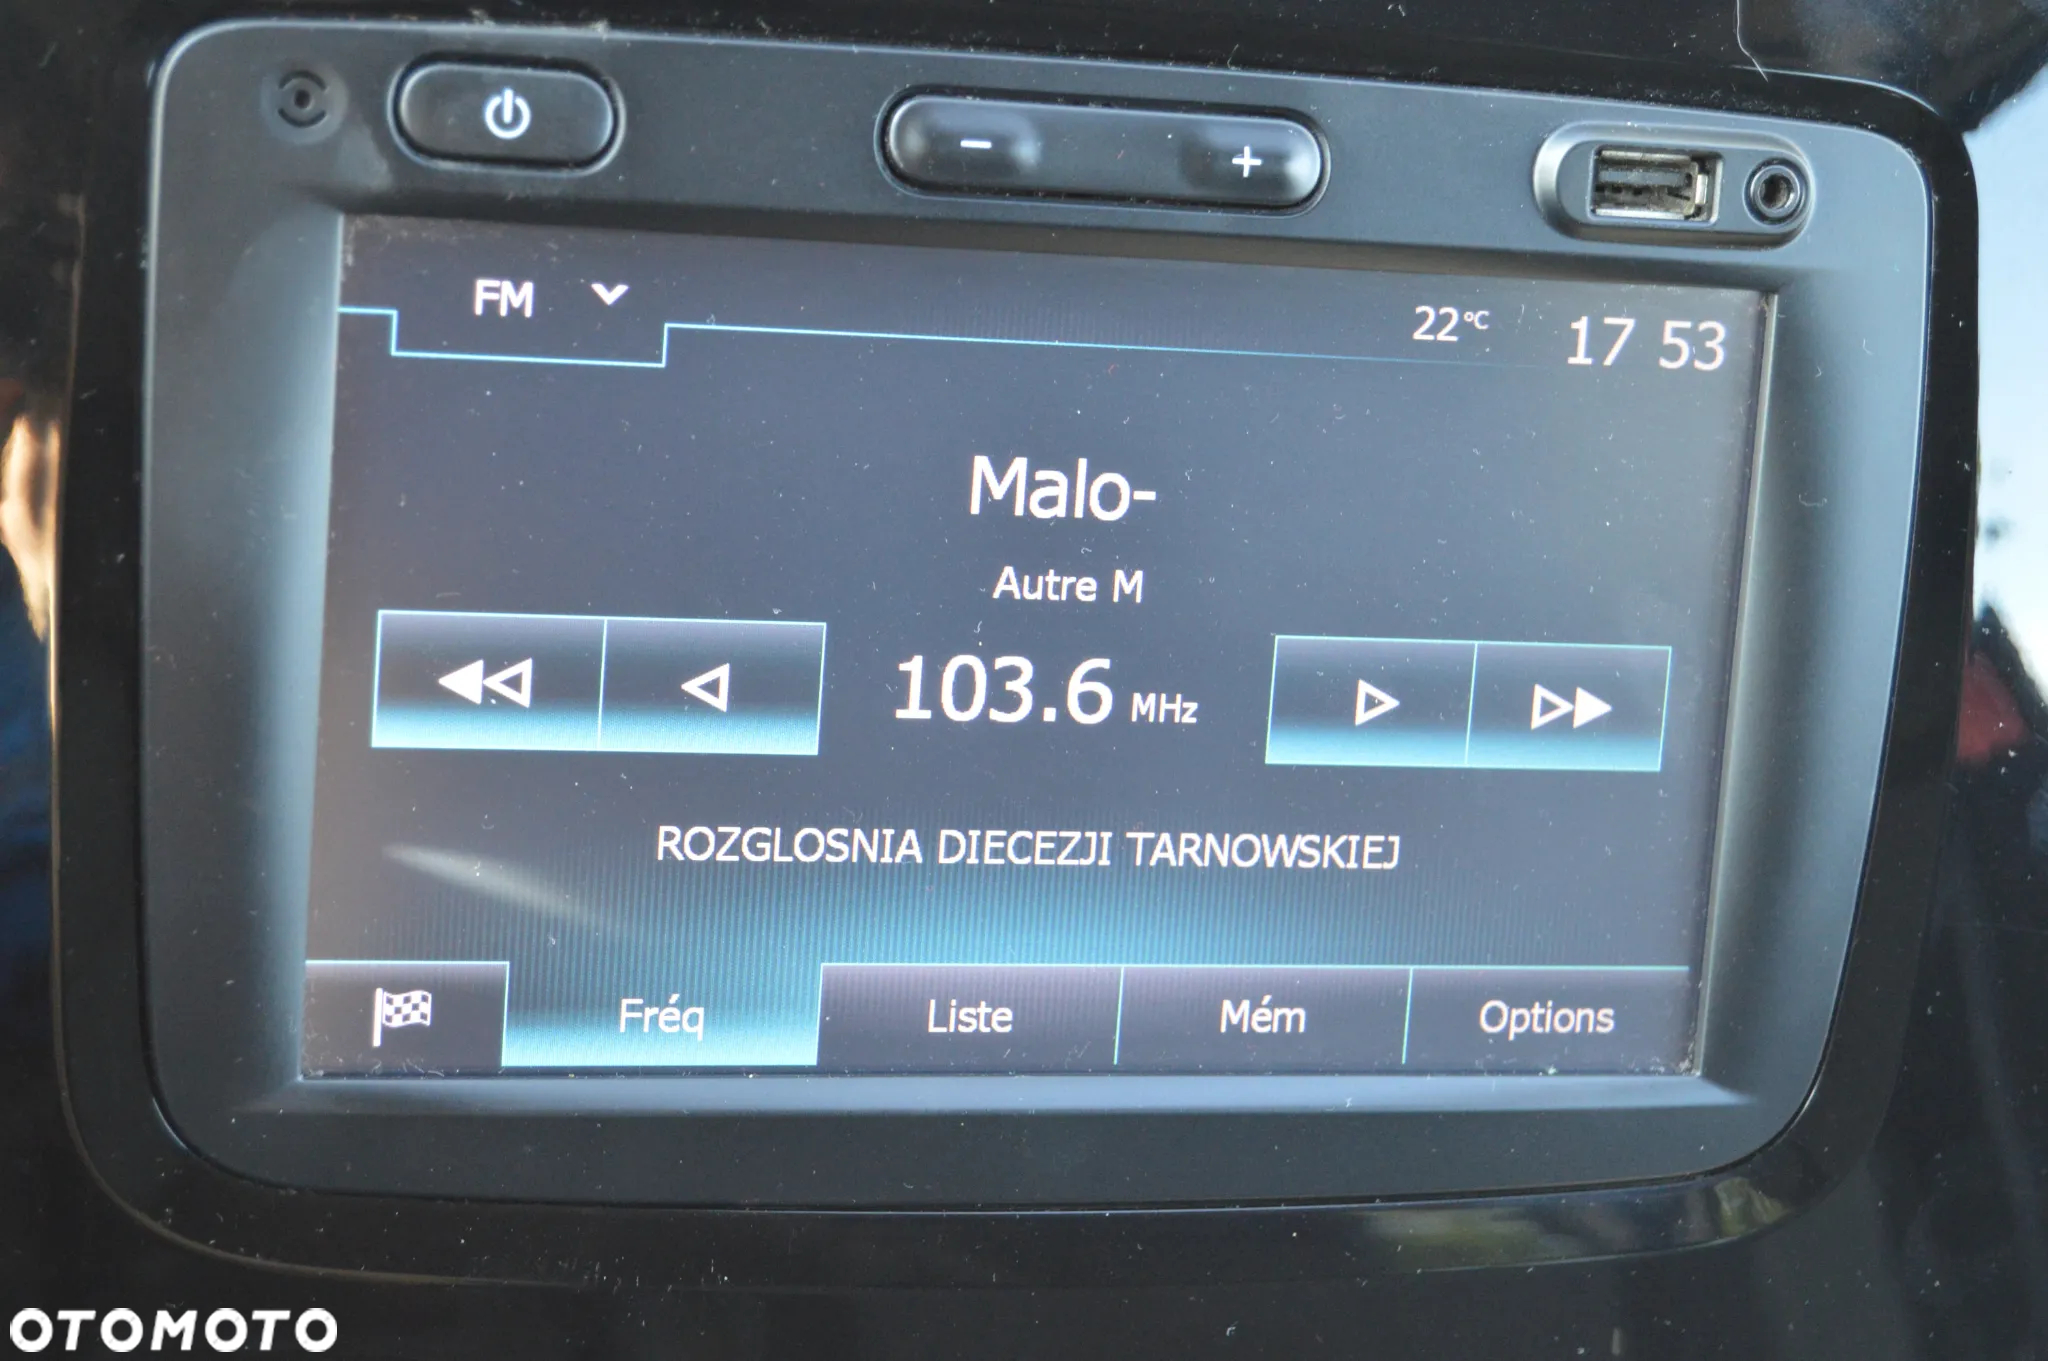 FM
22°C
17 53
Malo-
Autre M
103.6 MHz
ROZGLOSNIA DIECEZJI TARNOWSKIEJ
Fréq
Liste
Mém
Options
OTOMOTO